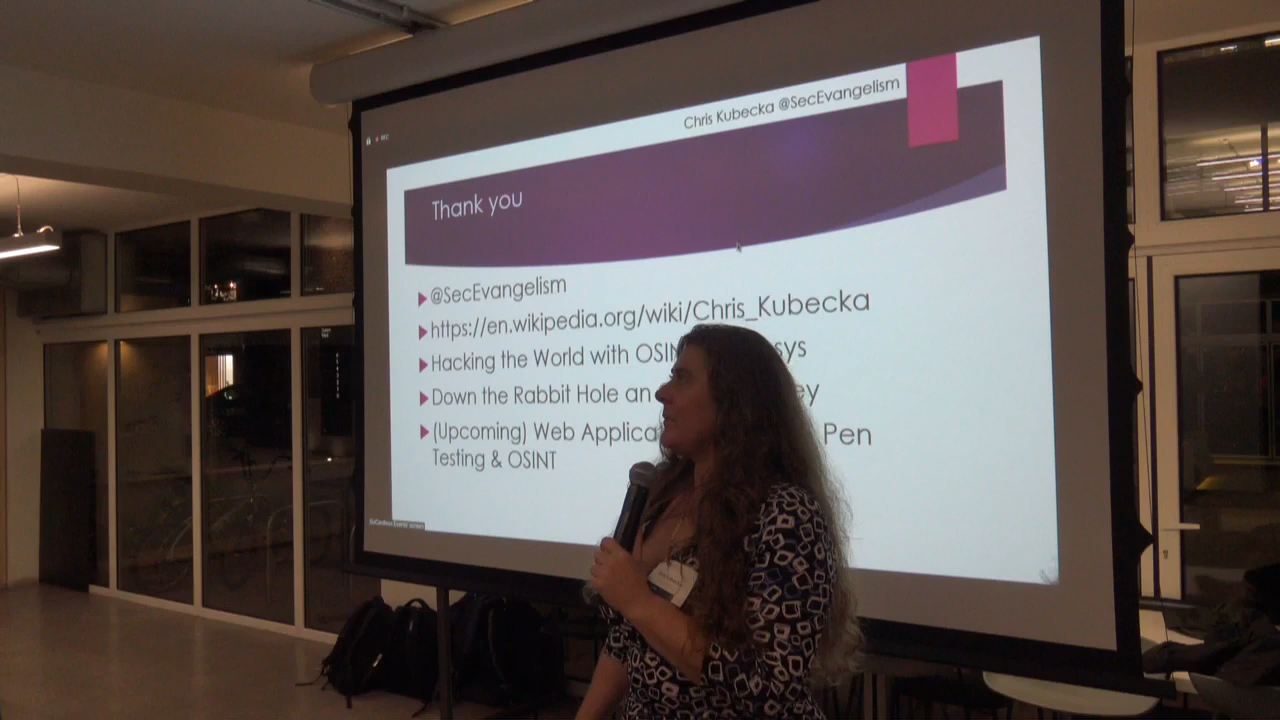 REC
Chris Kubecka @SecEvangelism
Thank you
@SecEvangelism
https://en.wikipedia.org/wiki/Chris_Kubecka
Hacking the World with OSIN sys
Down the Rabbit Hole an ey
(Upcoming) Web Applica Pen
Testing & OSINT